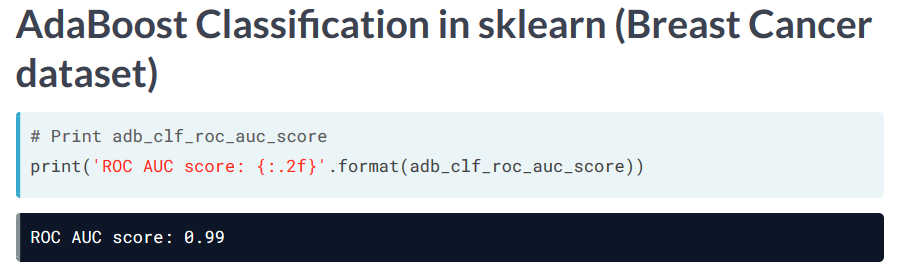 AdaBoost Classification in sklearn (Breast Cancer
dataset)
# Print adb_clf_roc_auc_score
print('ROC AUC score: {:.2f}'.format(adb_clf_roc_auc_score))
ROC AUC score: 0.99